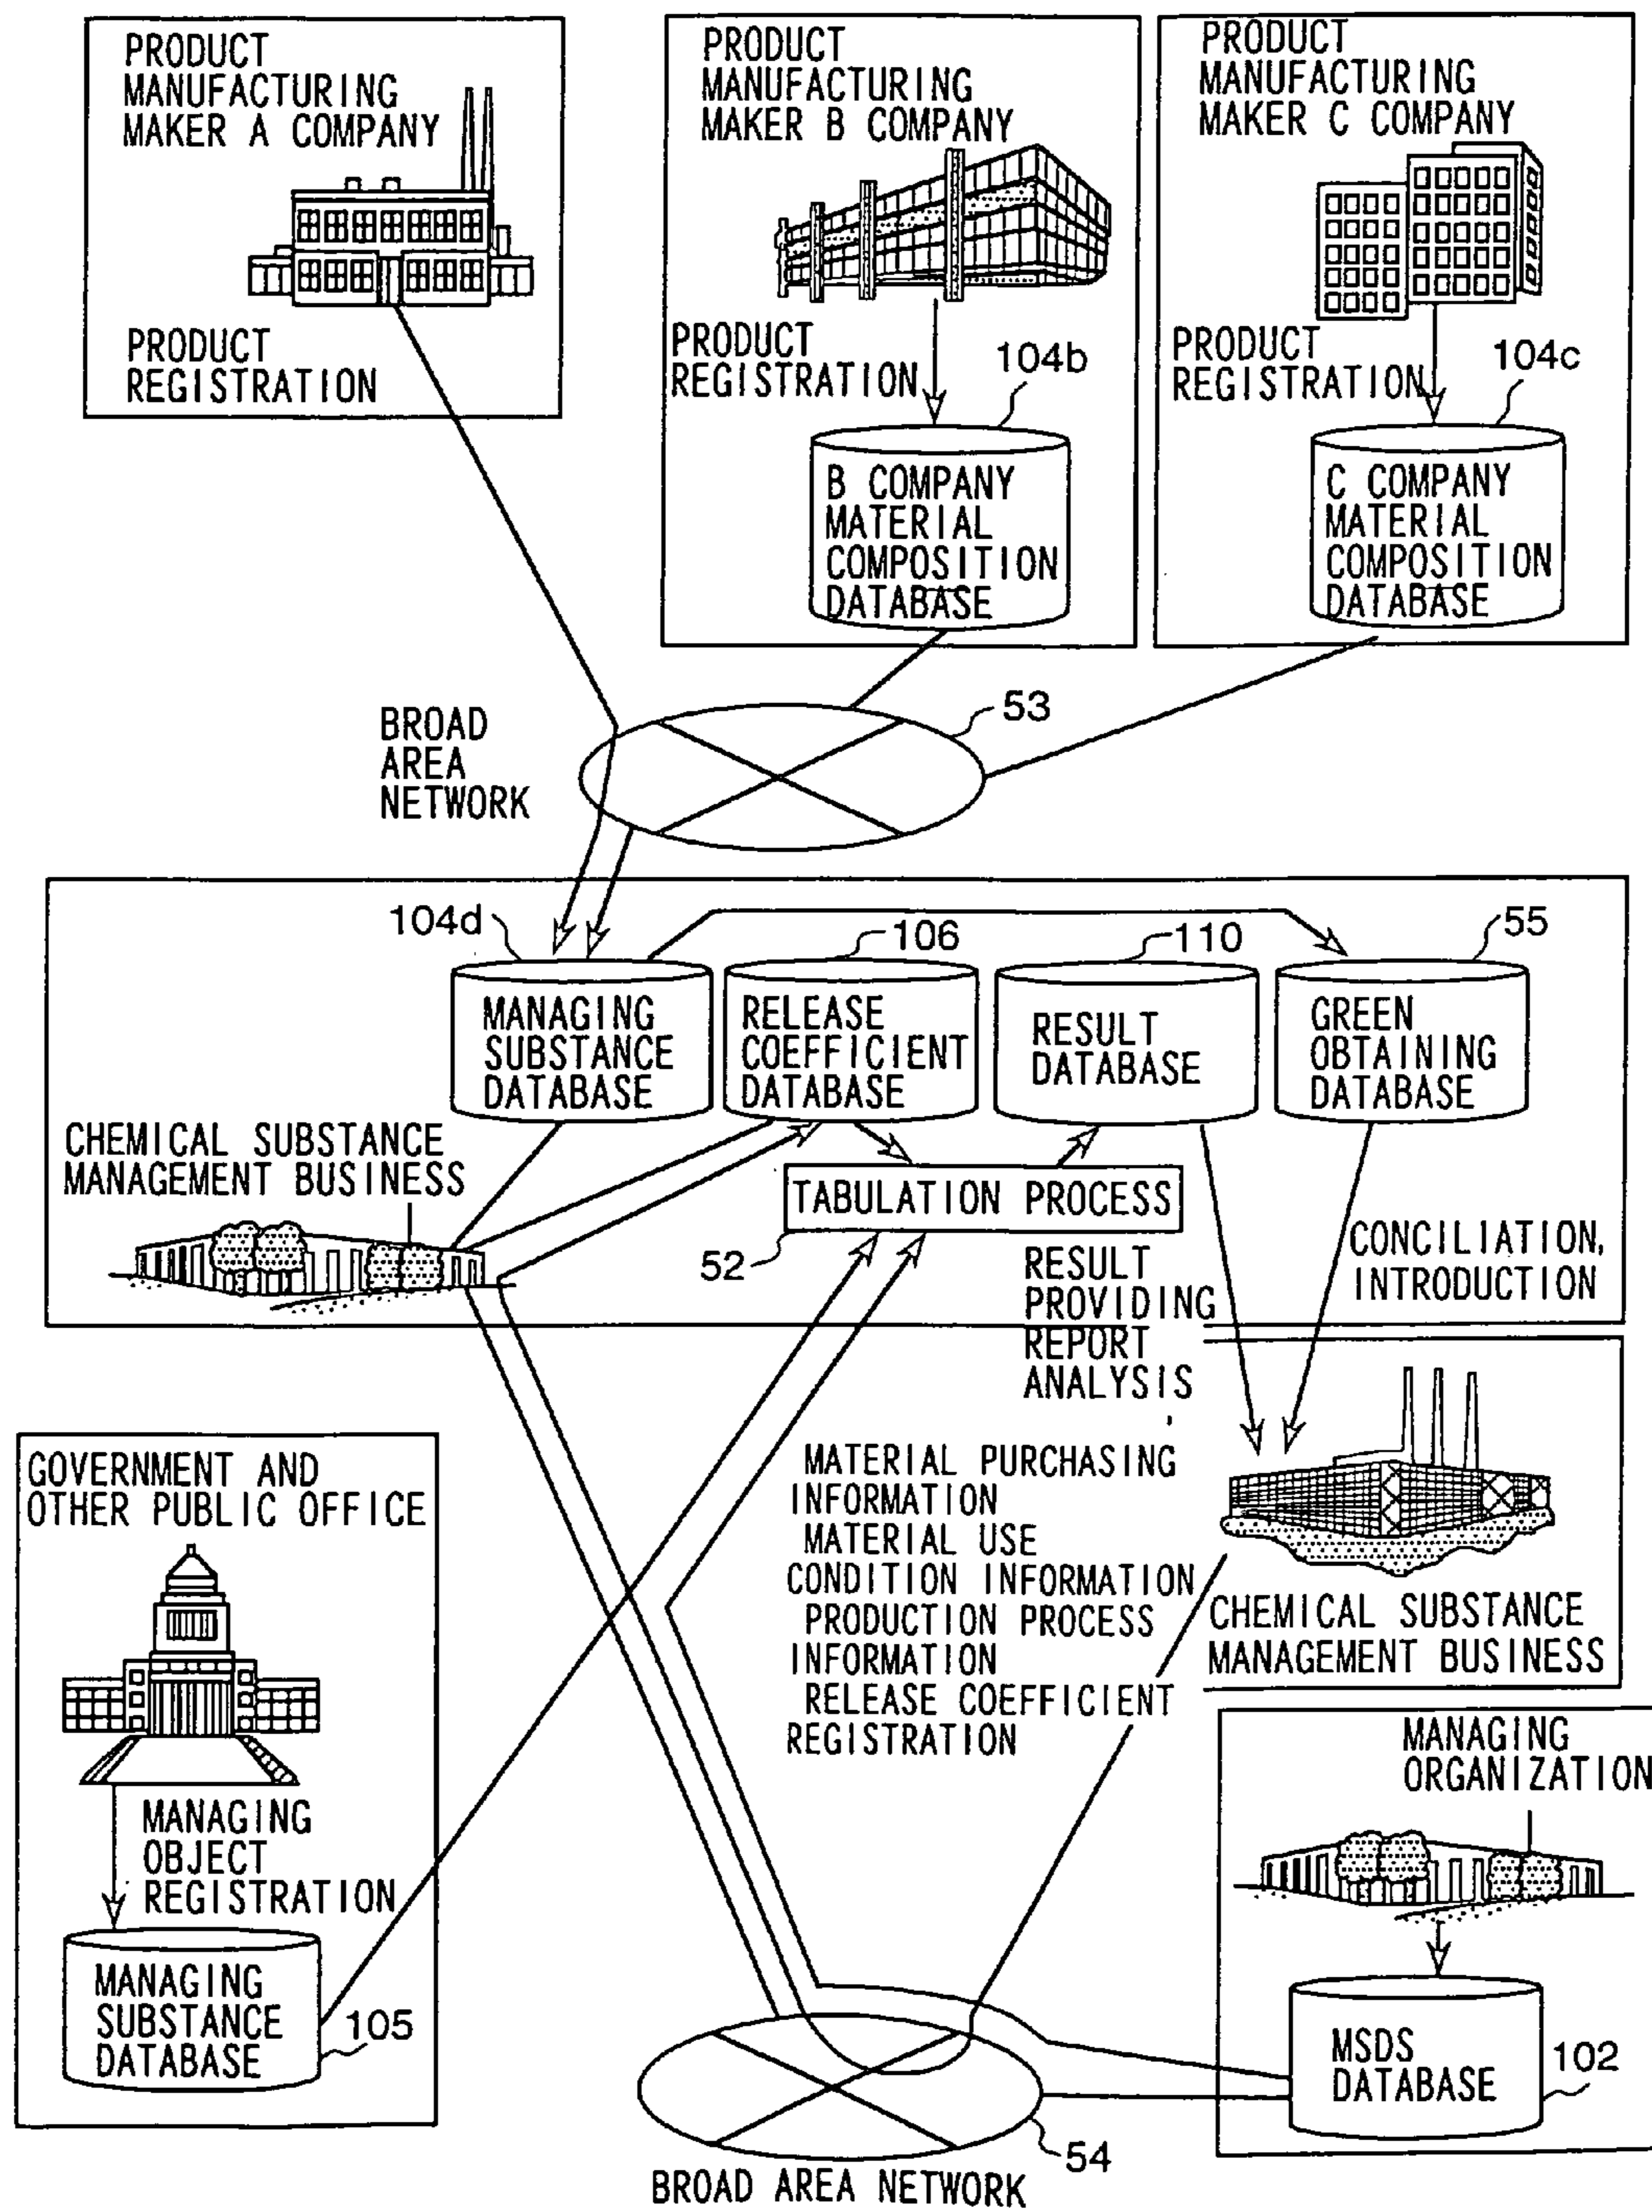 PRODUCT
MANUFACTURING
MAKER A COMPANY
PRODUCT
REGISTRATION
PRODUCT
MANUFACTURING
MAKER B COMPANY
PRODUCT
REGISTRATION
104b
B COMPANY
MATERIAL
COMPOSITION
DATABASE
PRODUCT
MANUFACTURING
MAKER C COMPANY
PRODUCT
REGISTRATION
104c
C COMPANY
MATERIAL
COMPOSITION
DATABASE
BROAD
AREA
NETWORK
53
104d
MANAGING
SUBSTANCE
DATABASE
106
RELEASE
COEFFICIENT
DATABASE
110
RESULT
DATABASE
55
GREEN
OBTAINING
DATABASE
CHEMICAL SUBSTANCE
MANAGEMENT BUSINESS
TABULATION PROCESS
52
RESULT
PROVIDING
REPORT
ANALYSIS
CONCILIATION,
INTRODUCTION
GOVERNMENT AND
OTHER PUBLIC OFFICE
MANAGING
OBJECT
REGISTRATION
MANAGING
SUBSTANCE
DATABASE
105
MATERIAL PURCHASING
INFORMATION
MATERIAL USE
CONDITION INFORMATION
PRODUCTION PROCESS
INFORMATION
RELEASE COEFFICIENT
REGISTRATION
CHEMICAL SUBSTANCE
MANAGEMENT BUSINESS
MANAGING
ORGANIZATION
MSDS
DATABASE
102
54
BROAD AREA NETWORK